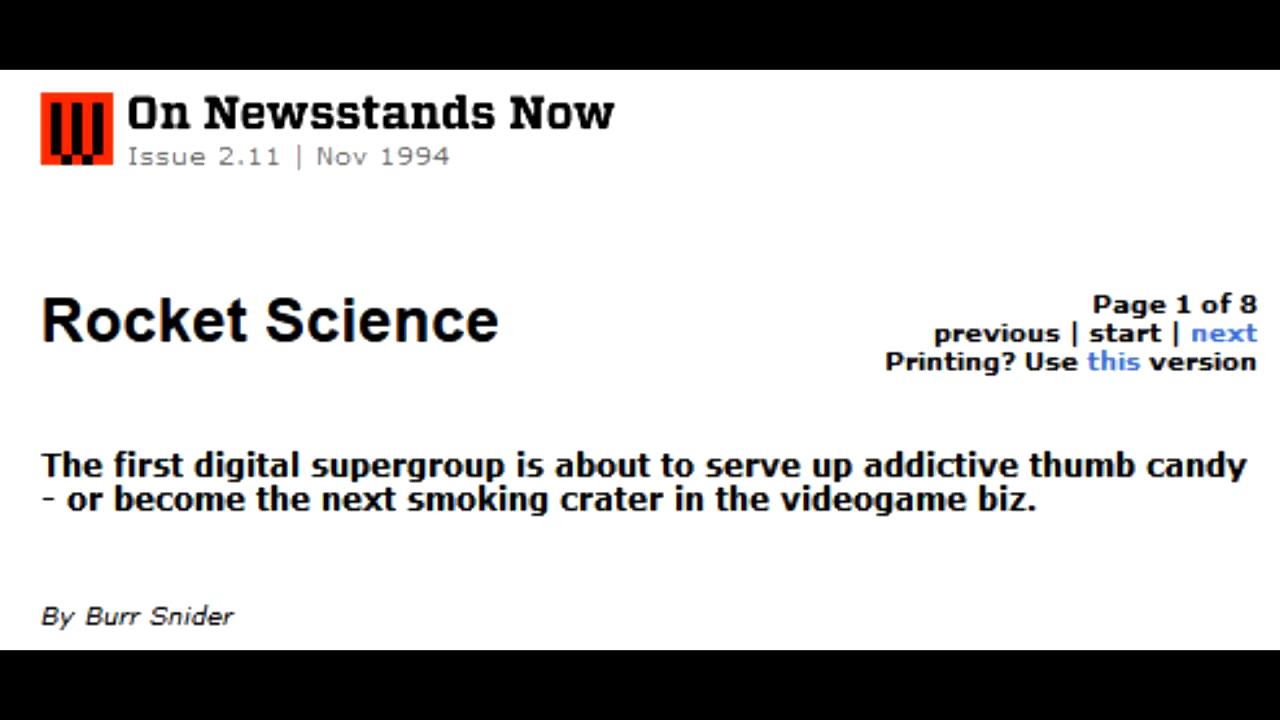 On Newsstands Now
Issue 2.11 | Nov 1994
Rocket Science
Page 1 of 8
previous | start | next
Printing? Use this version
The first digital supergroup is about to serve up addictive thumb candy
- or become the next smoking crater in the videogame biz.
By Burr Snider